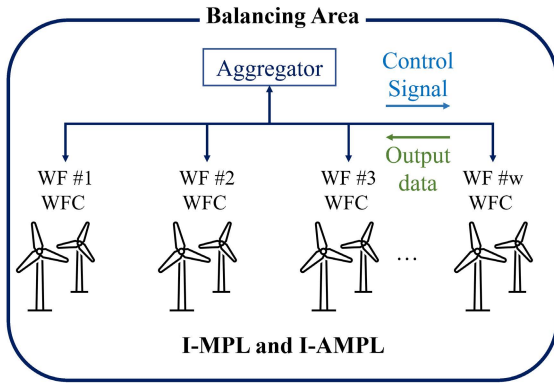 Balancing Area
Aggregator
Control
Signal
Output
data
WF #1
WFC
WF #2
WFC
WF #3
WFC
WF #w
WFC
...
I-MPL and I-AMPL